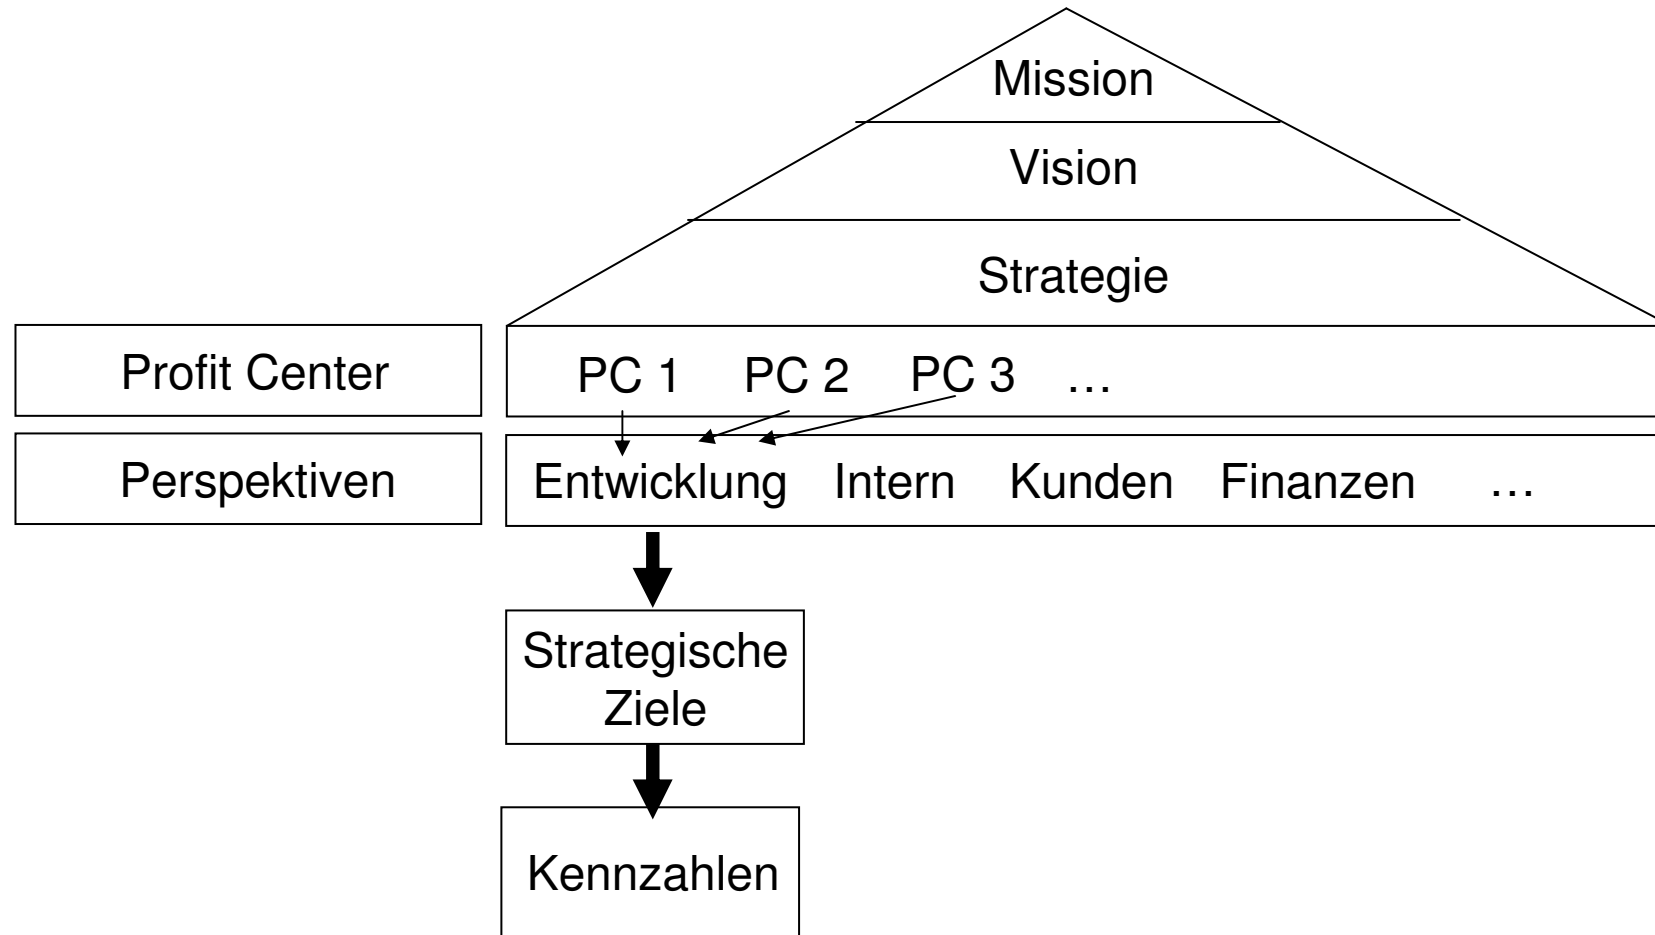 Mission
Vision
Strategie
Profit Center
PC 1 PC 2 PC 3 …
Perspektiven
Entwicklung Intern Kunden Finanzen …
Strategische
Ziele
Kennzahlen